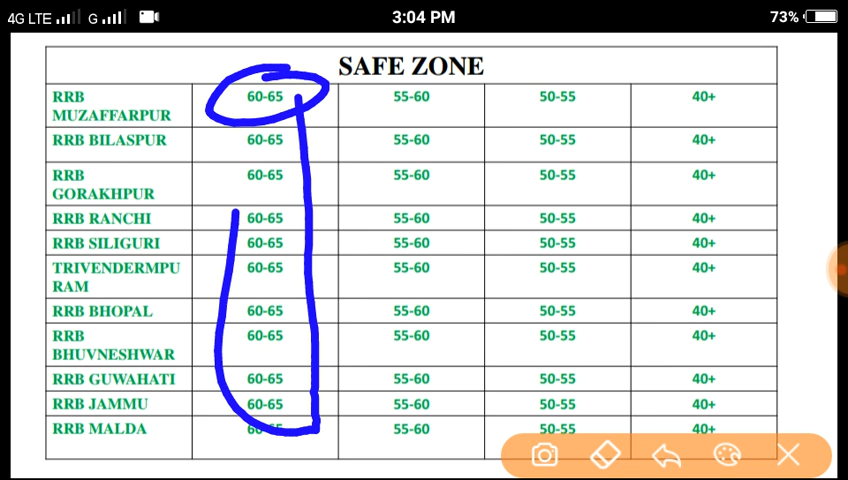 4G LTE G 3:04 PM 73%
SAFE ZONE
RRB 60-65 55-60 50-55 40+
MUZAFFARPUR
RRB BILASPUR 60-65 55-60 50-55 40+
RRB 60-65 55-60 50-55 40+
GORAKHPUR
RRB RANCHI 60-65 55-60 50-55 40+
RRB SILIGURI 60-65 55-60 50-55 40+
TRIVENDERMPU 60-65 55-60 50-55 40+
RAM
RRB BHOPAL 60-65 55-60 50-55 40+
RRB 60-65 55-60 50-55 40+
BHUVNESHWAR
RRB GUWAHATI 60-65 55-60 50-55 40+
RRB JAMMU 60-65 55-60 50-55 40+
RRB MALDA 60-65 55-60 50-55 40+